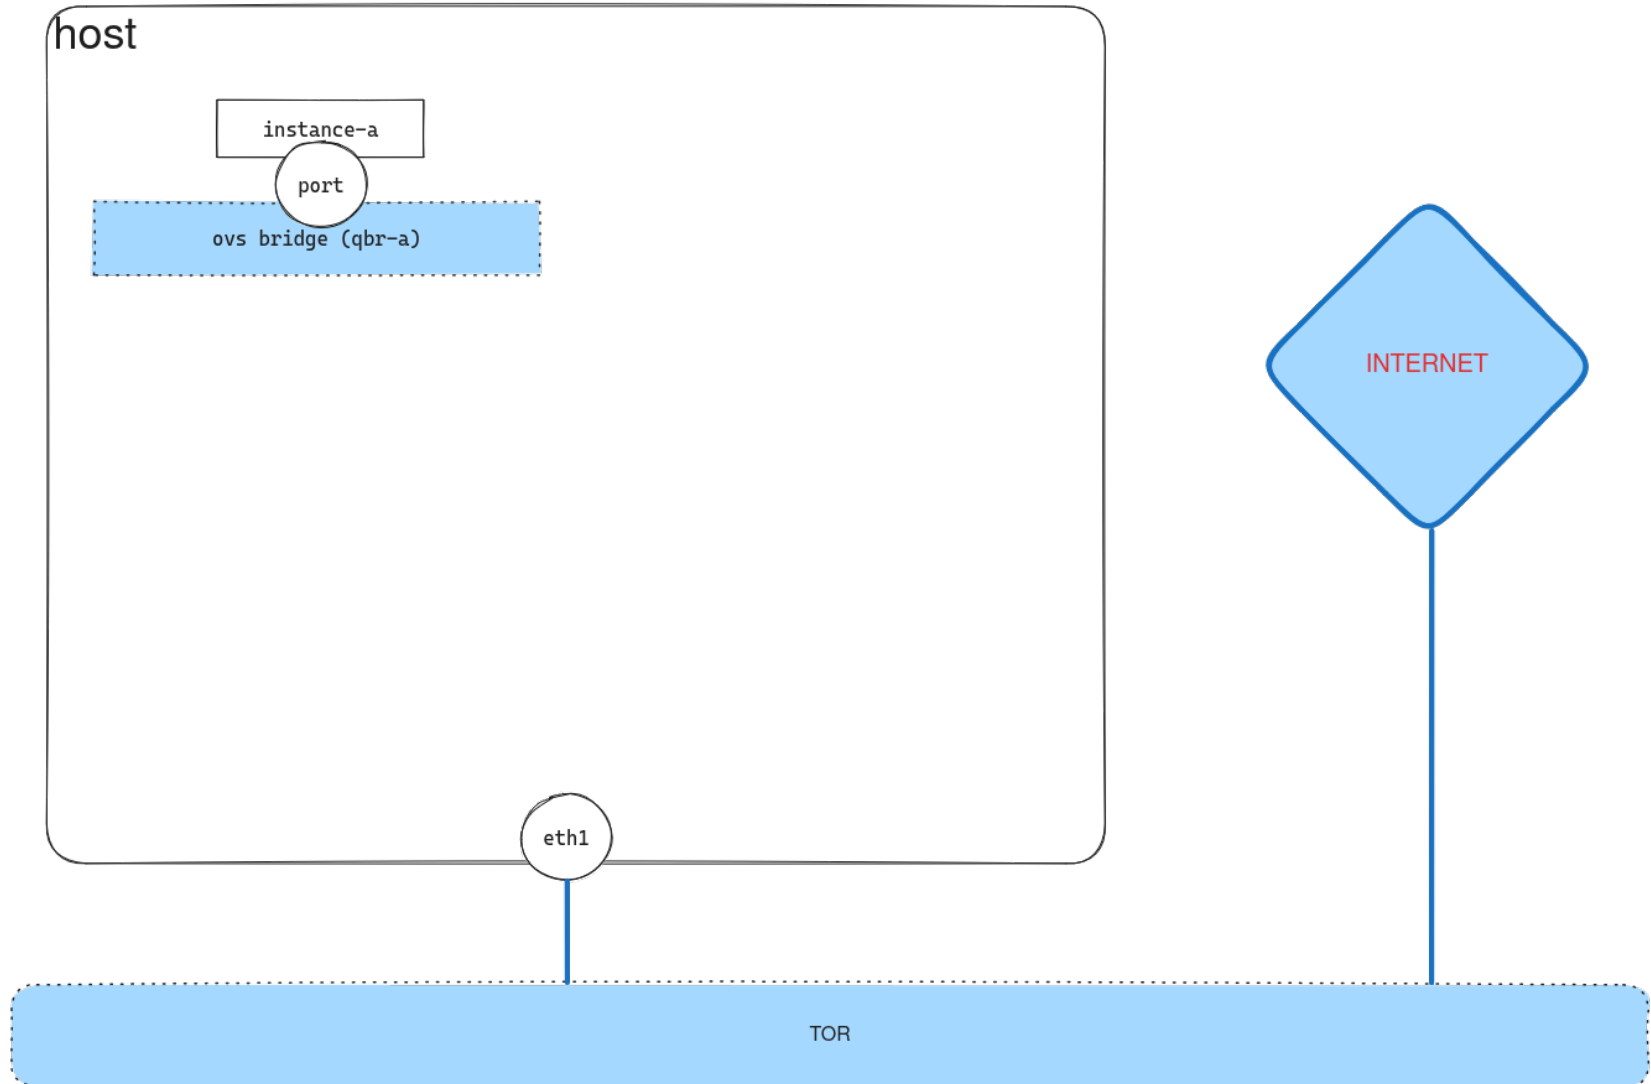 host
instance-a
port
ovs bridge (qbr-a)
INTERNET
eth1
TOR